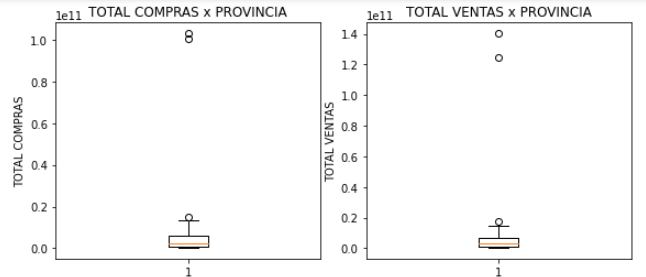 TOTAL COMPRAS x PROVINCIA
1e11
1.0
0.8
0.6
0.4
0.2
0.0
TOTAL COMPRAS
1
TOTAL VENTAS x PROVINCIA
1e11
1.4
1.2
1.0
0.8
0.6
0.4
0.2
0.0
TOTAL VENTAS
1